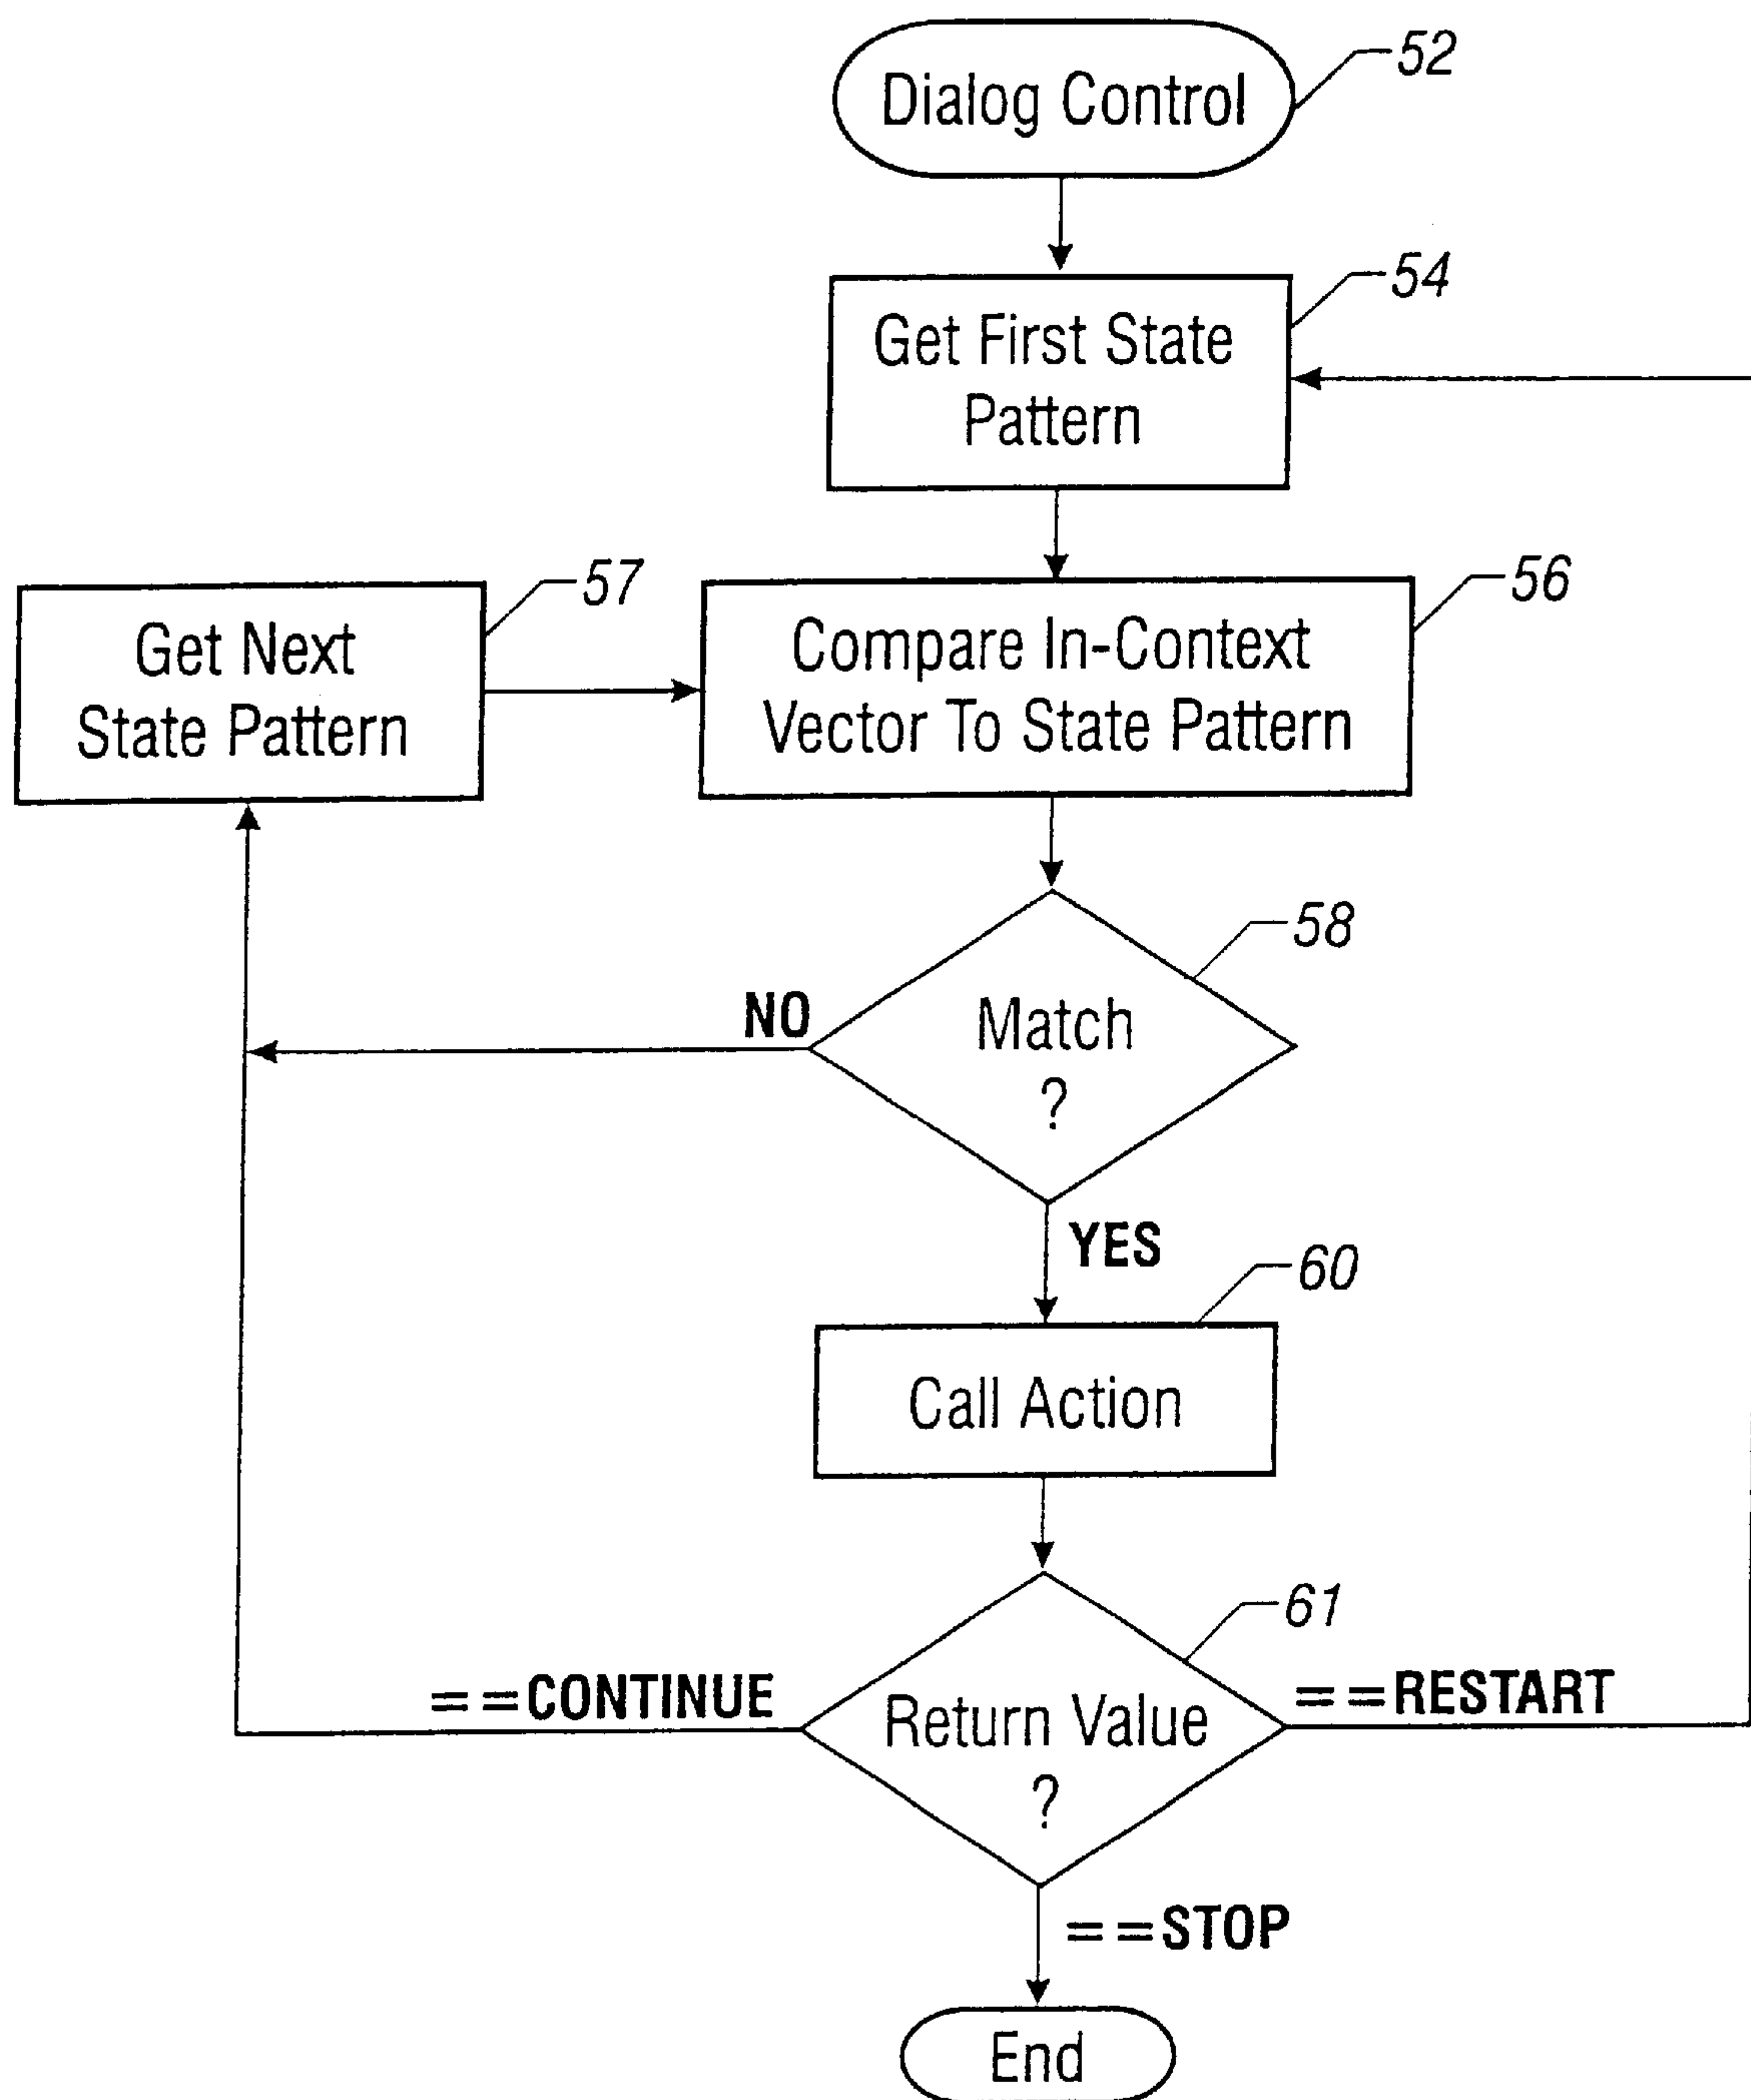 Dialog Control
52
Get First State
Pattern
54
Get Next
State Pattern
57
Compare In-Context
Vector To State Pattern
56
Match
?
58
NO
YES
Call Action
60
Return Value
?
61
==CONTINUE
==RESTART
==STOP
End